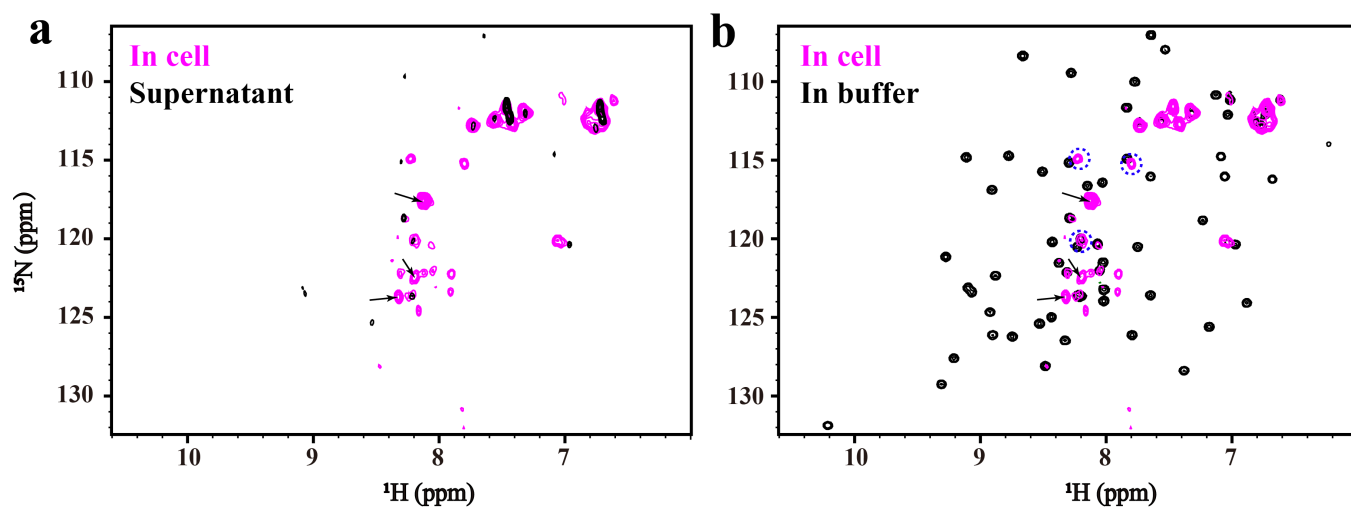 a
In cell
Supernatant
110
115
120
125
130
¹⁵N (ppm)
10 9 8 7
¹H (ppm)
b
In cell
In buffer
110
115
120
125
130
10 9 8 7
¹H (ppm)